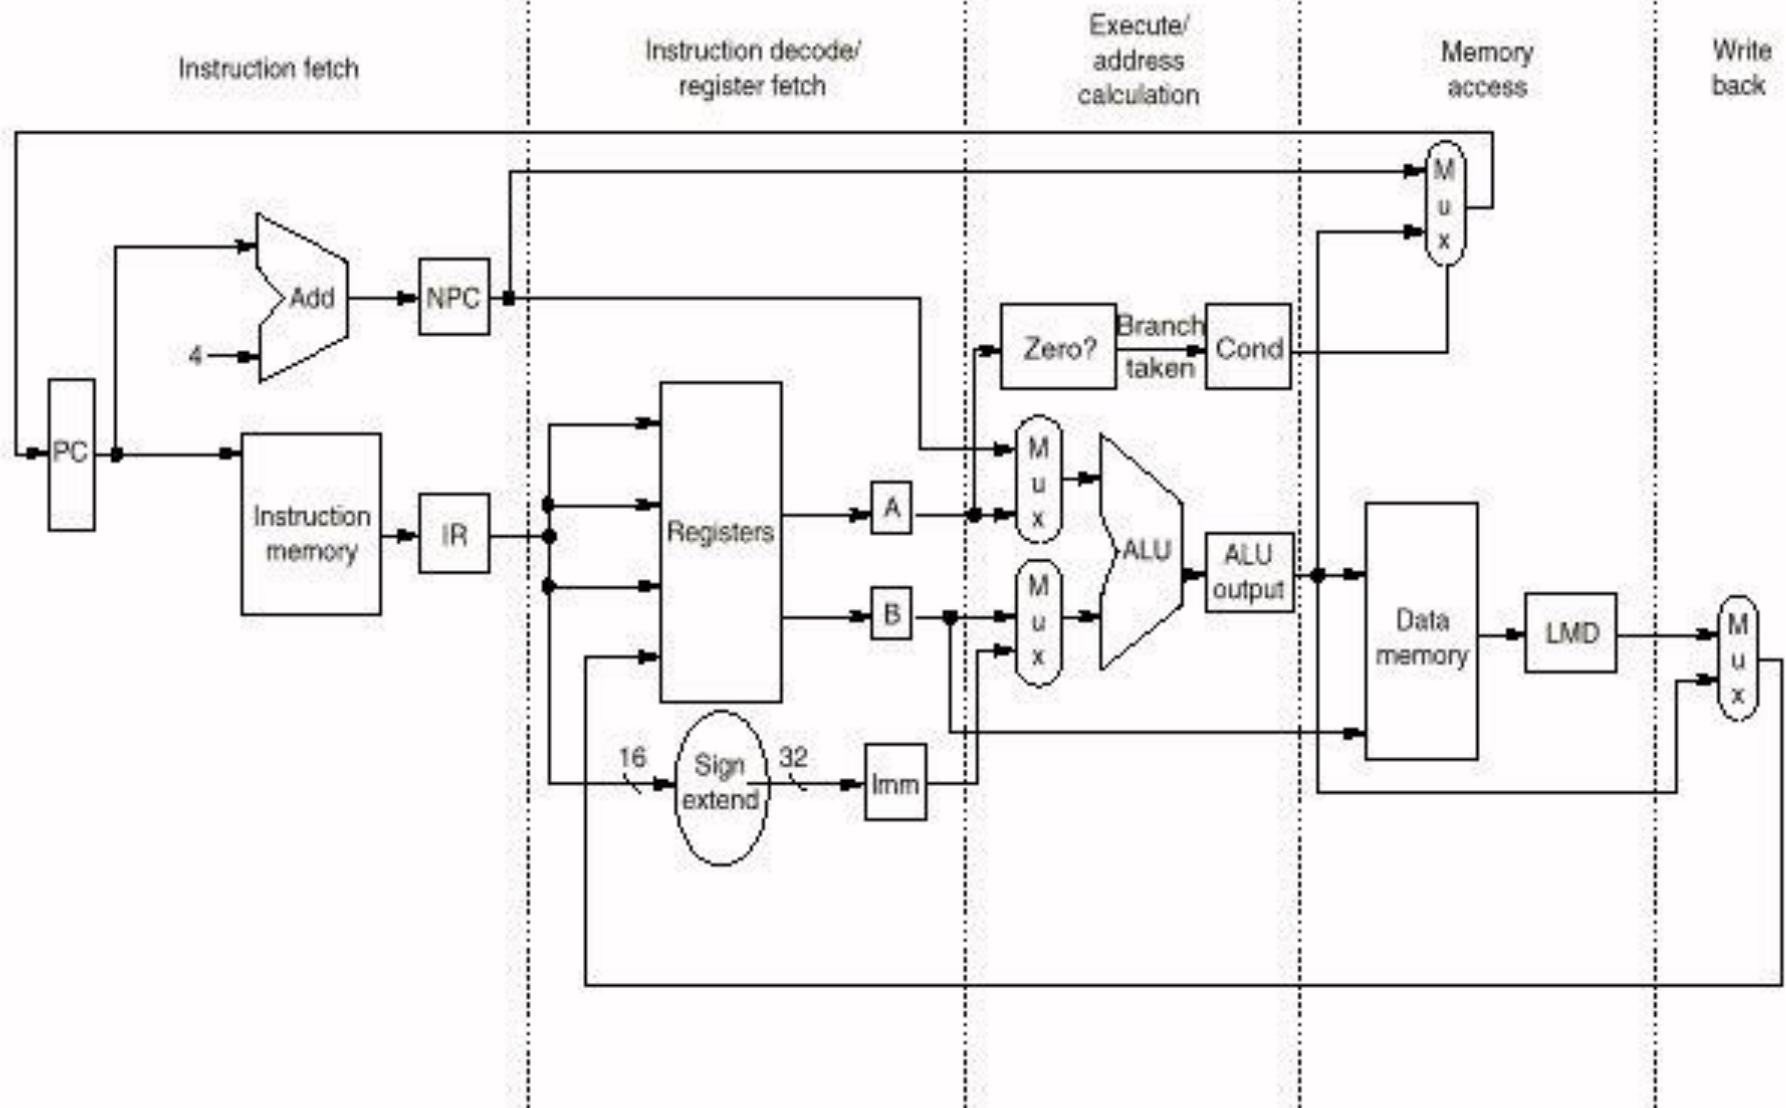 Instruction fetch
Instruction decode/
register fetch
Execute/
address
calculation
Memory
access
Write
back
M
u
x
Add
NPC
4
Zero?
Branch
taken
Cond
PC
Instruction
memory
IR
Registers
A
B
M
u
x
M
u
x
ALU
ALU
output
Data
memory
LMD
M
u
x
16
Sign
extend
32
Imm